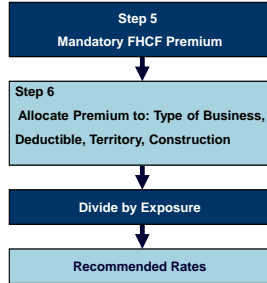 Step 5
Mandatory FHCF Premium
Step 6
Allocate Premium to: Type of Business,
Deductible, Territory, Construction
Divide by Exposure
Recommended Rates